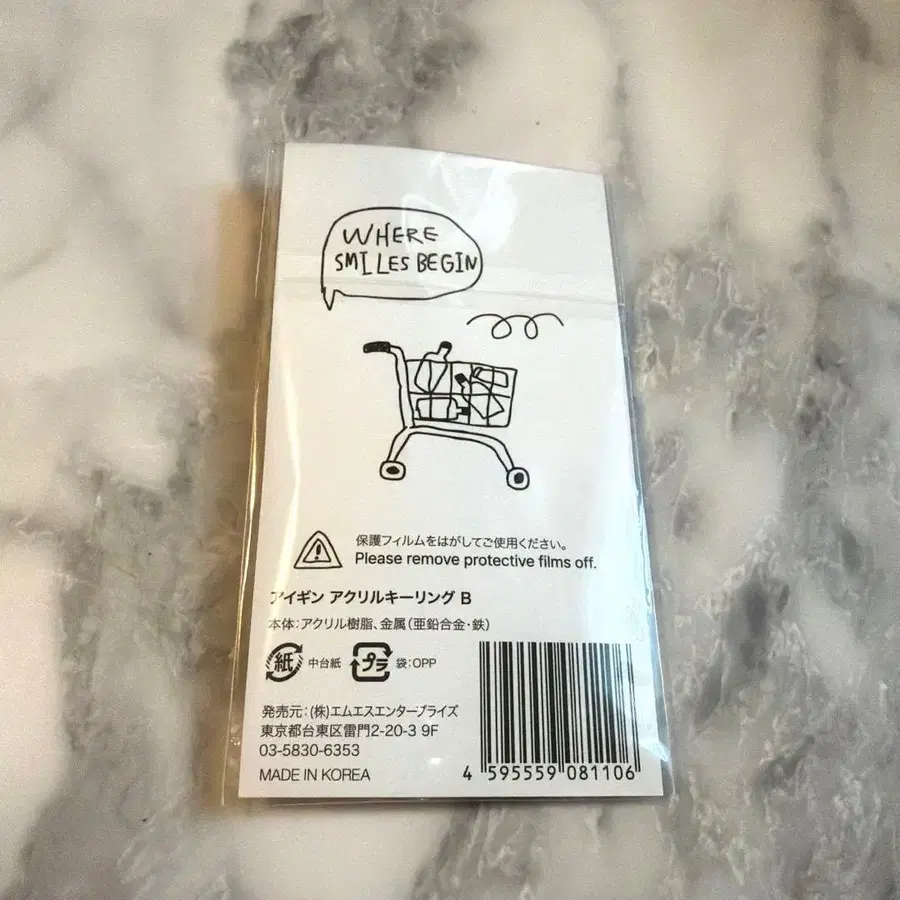 WHERE
SMILES BEGIN
保護フィルムをはがしてご使用ください。
Please remove protective films off.
アイギン アクリルキーリング B
本体：アクリル樹脂、金属（亜鉛合金・鉄）
紙 中台紙 プラ 袋：OPP
発売元：（株）エムエスエンタープライズ
東京都台東区雷門2-20-3 9F
03-5830-6353
MADE IN KOREA
4 595559 081106